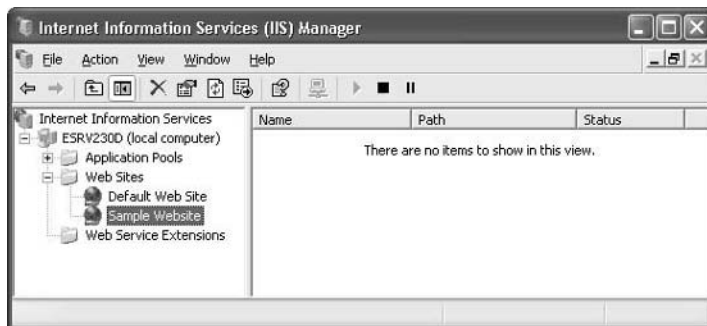 Internet Information Services (IIS) Manager
File Action View Window Help
Internet Information Services
ESRV230D (local computer)
Application Pools
Web Sites
Default Web Site
Sample Website
Web Service Extensions
Name Path Status
There are no items to show in this view.